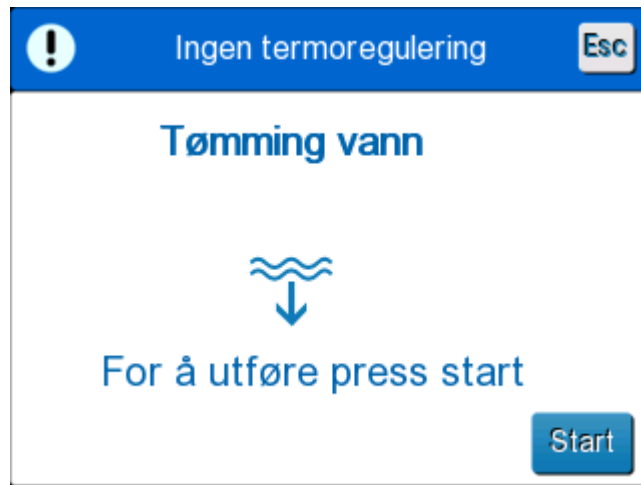 Ingen termoregulering
Esc
Tømming vann
For å utføre press start
Start